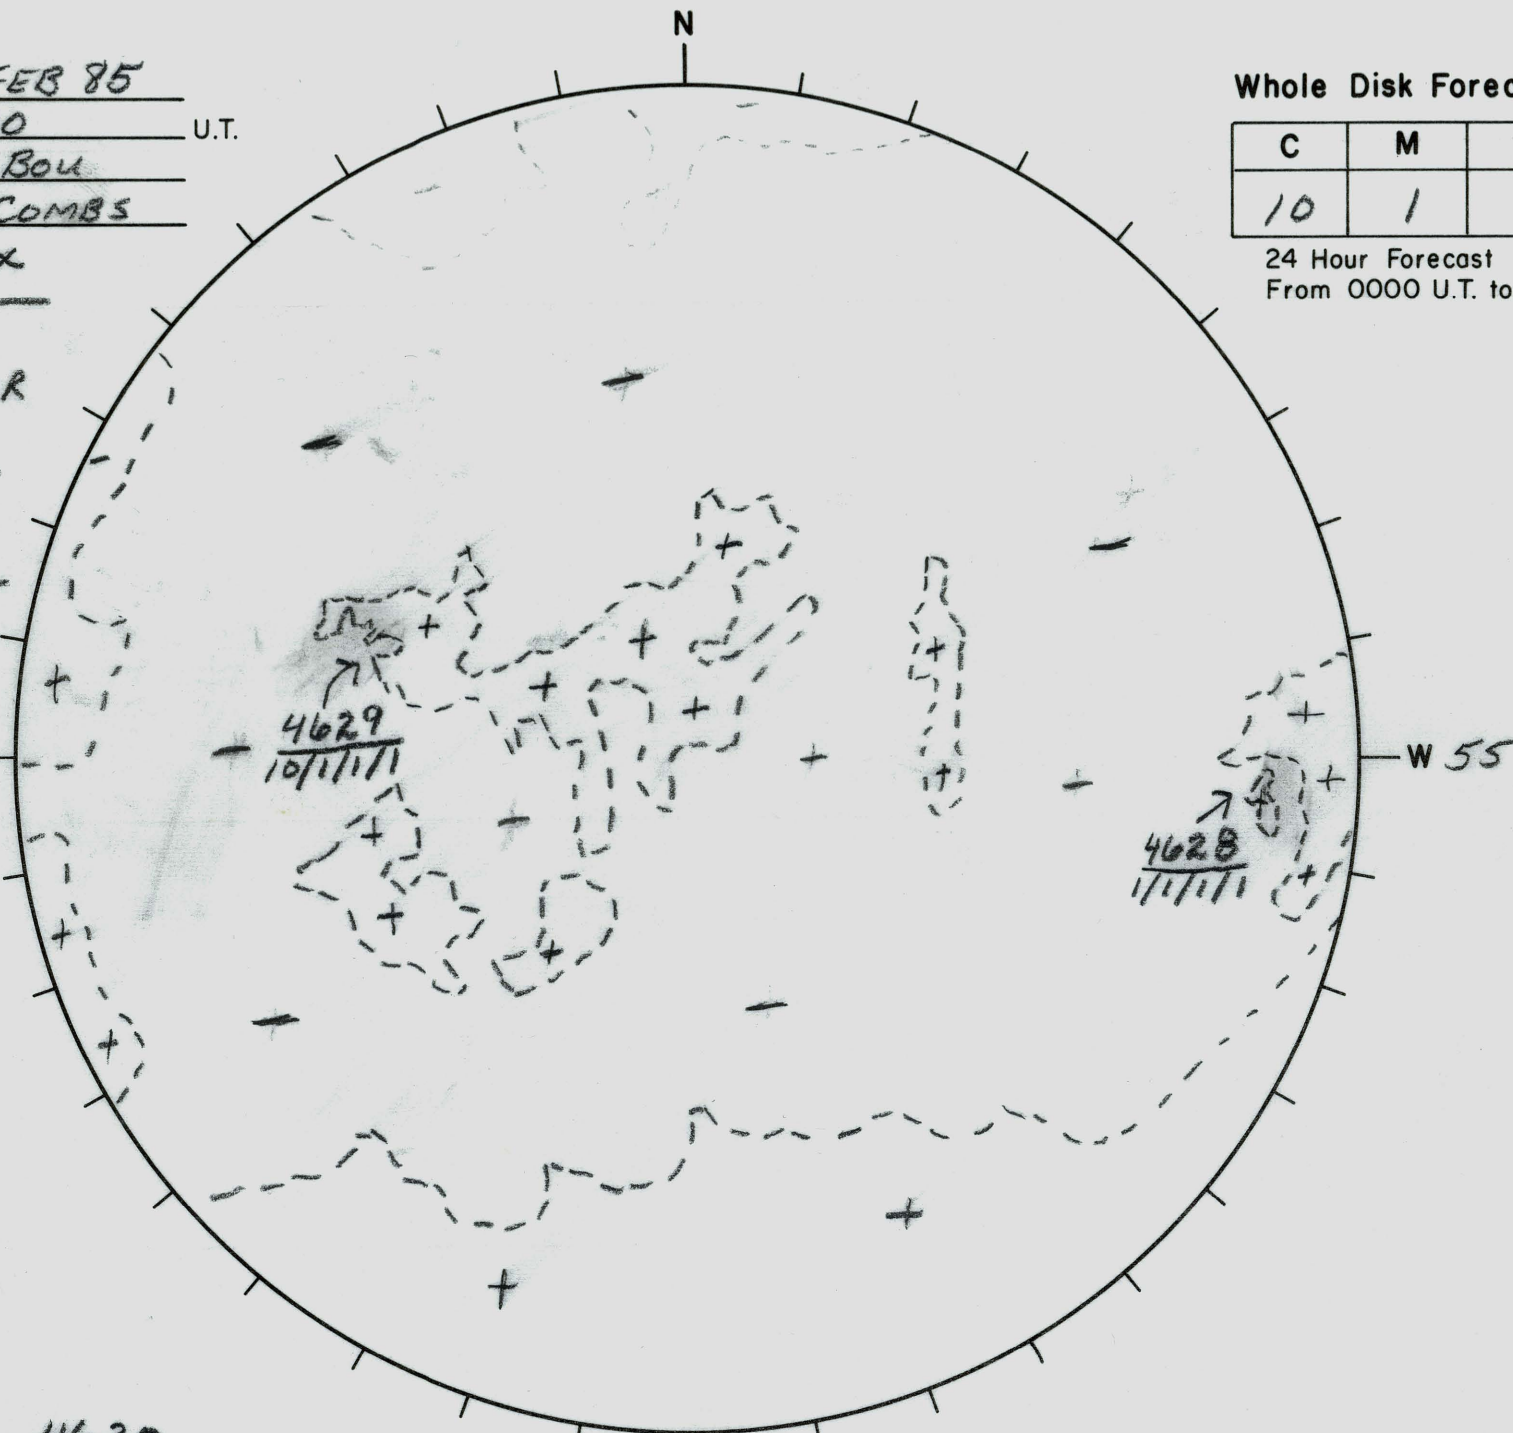 N
FEB 85
0 U.T.
BOU
COMBS
R
Whole Disk Forec
C M
10 1
24 Hour Forecast
From 0000 U.T. to
4629
10/1/1/1
W 55
4628
1/1/1/1